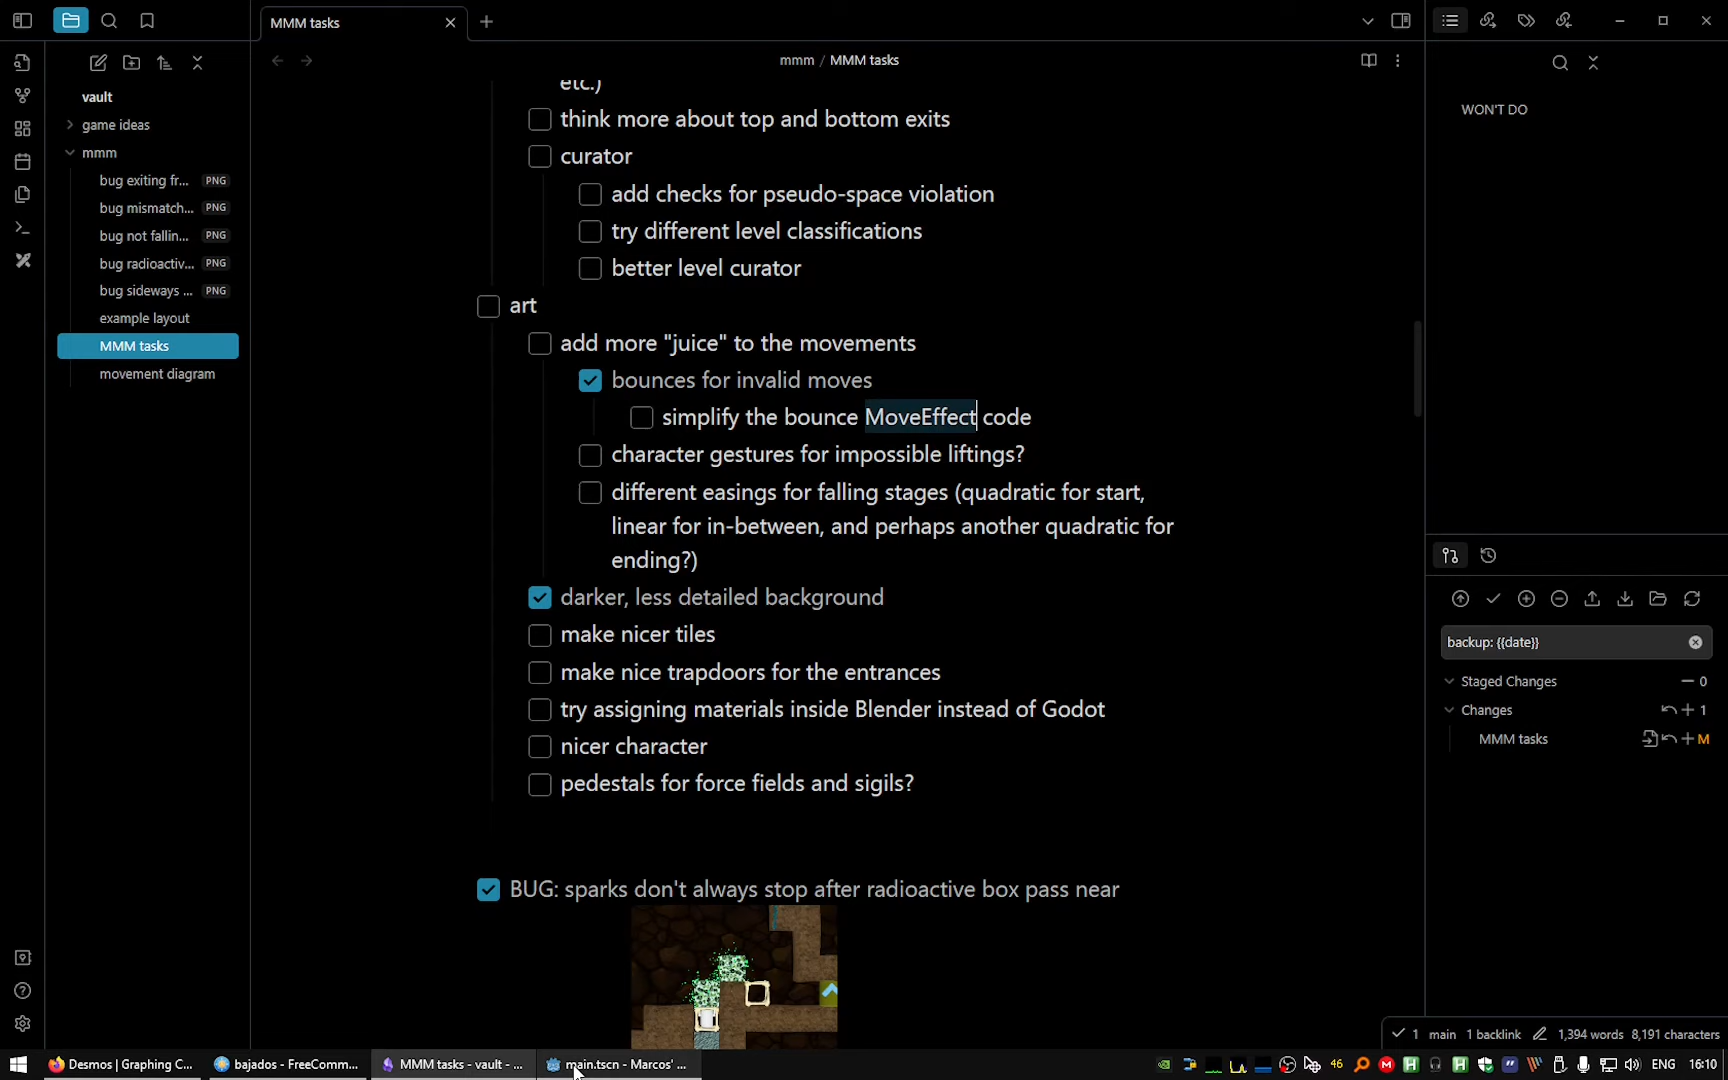 MMM tasks
mmm / MMM tasks
vault
game ideas
mmm
bug exiting fr... PNG
bug mismatch... PNG
bug not fallin... PNG
bug radioactiv... PNG
bug sideways ... PNG
example layout
MMM tasks
movement diagram
etc.)
think more about top and bottom exits
curator
add checks for pseudo-space violation
try different level classifications
better level curator
art
add more "juice" to the movements
bounces for invalid moves
simplify the bounce MoveEffect code
character gestures for impossible liftings?
different easings for falling stages (quadratic for start,
linear for in-between, and perhaps another quadratic for
ending?)
darker, less detailed background
make nicer tiles
make nice trapdoors for the entrances
try assigning materials inside Blender instead of Godot
nicer character
pedestals for force fields and sigils?
BUG: sparks don't always stop after radioactive box pass near
WON'T DO
backup: {{date}}
Staged Changes 0
Changes 1
MMM tasks M
1 main 1 backlink 1,394 words 8,191 characters
Desmos | Graphing C... bajados - FreeComm... MMM tasks - vault - ... main.tscn - Marcos' ... 46 ENG 16:10